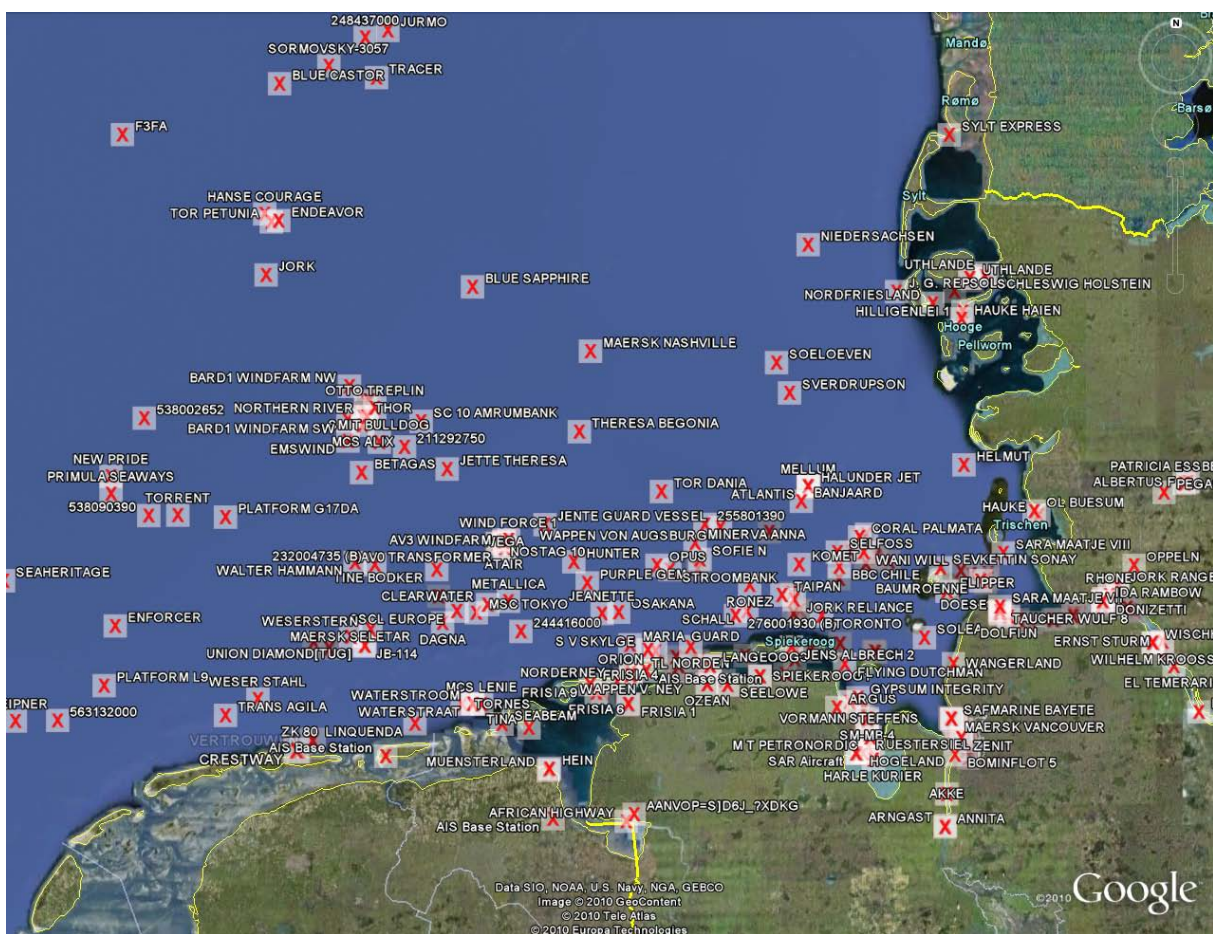 248437000
JURMO
SORMOVSKY-3057
BLUE CASTOR
TRACER
Mandø
N
Rømø
Barsø
F3FA
SYLT EXPRESS
HANSE COURAGE
TOR PETUNIA
ENDEAVOR
Sylt
NIEDERSACHSEN
JORK
BLUE SAPPHIRE
UTHLANDE
UTHLANDE
NORDFRIESLAND
SCHLESWIG HOLSTEIN
HILLIGENLEI 1
HAUKE HAIEN
Hooge
Pellworm
MAERSK NASHVILLE
SOELOEVEN
BARD1 WINDFARM NW
OTTO TREPLIN
SVERDRUPSON
538002652
NORTHERN RIVER
THOR
SC 10 AMRUMBANK
BARD1 WINDFARM SW
SMIT BULLDOG
THERESA BEGONIA
EMSWIND
MCS ALIX
211292750
NEW PRIDE
BETAGAS
JETTE THERESA
HELMUT
PRIMULA SEAWAYS
MELLUM
HALUNDER JET
TOR DANIA
ATLANTIS
BANJAARD
538090390
TORRENT
PLATFORM G17DA
HAUKE
OL BUESUM
Trischen
WIND FORCE 1
JENTE GUARD VESSEL
255801390
WAPPEN VON AUGSBURG
MINERVA ANNA
CORAL PALMATA
AV3 WINDFARM
VEGA
SOFIE N
SELFOSS
SARA MAATJE VIII
232004735 (B)
AV0 TRANSFORMER
ATAIR
NOSTAG 10
HUNTER
OPUS
KOMET
WANI WILL
SEVKETTIN SONAY
OPPELN
SEAHERITAGE
WALTER HAMMANN
TINE BODKER
PURPLE GEM
STROOMBANK
BBC CHILE
FLIPPER
JORK RANGER
METALLICA
TAIPAN
BAUMROENNE
CLEARWATER
MSC TOKYO
JEANETTE
RONEZ
JORK RELIANCE
DOESE
IDA RAMBOW
DONIZETTI
ENFORCER
WESERSTERN
SCL EUROPE
OSAKANA
SCHALL
276001930 (B)
TORONTO
TAUCHER WULF 8
DOLFIJN
MAERSK SELETAR
DAGNA
244416000
S V SKYLGE
MARIA
GUARD
Spiekeroog
SOLEA
ERNST STURM
UNION DIAMOND[TUG]
JB-114
ORION
LANGEOOG
JENS ALBRECH 2
WANGERLAND
WILHELM KROOSS
PLATFORM L9
WESER STAHL
NORDERNEY
FRISIA 4
TL NORDEN
AIS Base Station
SPIEKEROOG I
FLYING DUTCHMAN
EL TEMERARI
MCS LENIE
FRISIA 9
WAPPEN V. NEY
SEELOWE
GYPSUM INTEGRITY
WATERSTROOM
TORNES
OZEAN
ARGUS
EIPNER
563132000
TRANS AGILA
WATERSTRAAT
TINA
SEABEAM
FRISIA 6
FRISIA 1
VORMANN STEFFENS
SAFMARINE BAYETE
MAERSK VANCOUVER
ZK 80
LINQUENDA
SM-MB-4
VERTROUWEN
AIS Base Station
MT PETRONORDIC
RUESTERSIEL
ZENIT
CRESTWAY
MUENSTERLAND
HEIN
SAR Aircraft
HOGELAND
BOMINFLOT 5
HARLE KURIER
AKKE
AFRICAN HIGHWAY
AANVOP=S]D6J_?XDKG
AIS Base Station
ARNGAST
ANNITA
Data SIO, NOAA, U.S. Navy, NGA, GEBCO
Image © 2010 GeoContent
© 2010 Tele Atlas
© 2010 Europa Technologies
©2010 Google